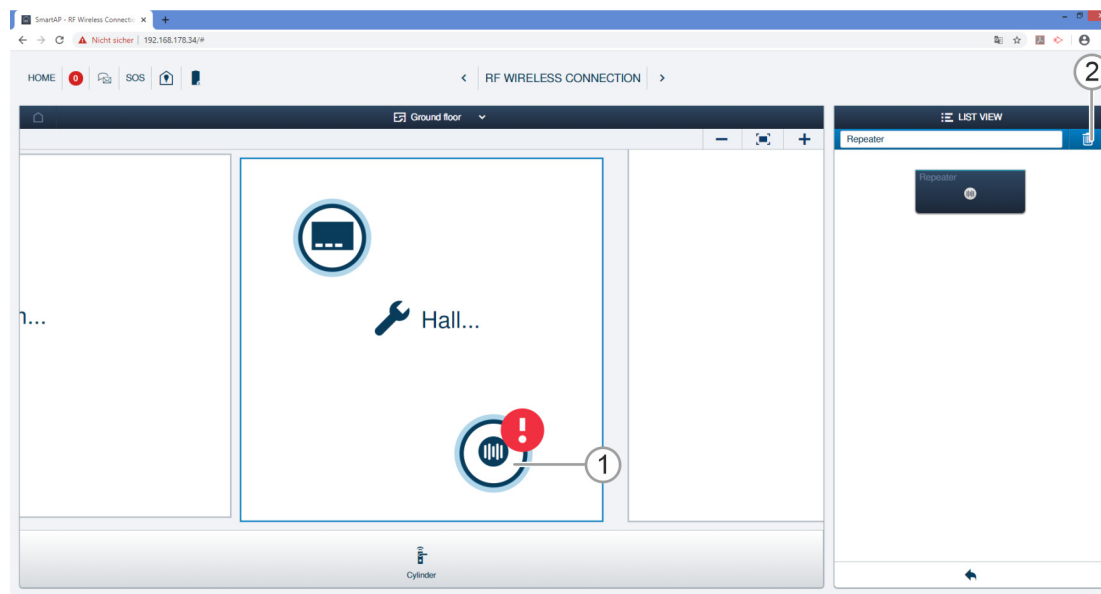 SmartAP - RF Wireless Connectic
Nicht sicher | 192.168.178.34/#
HOME 0 SOS
RF WIRELESS CONNECTION
2
Ground floor
LIST VIEW
Repeater
Repeater
Hall...
1
Cylinder